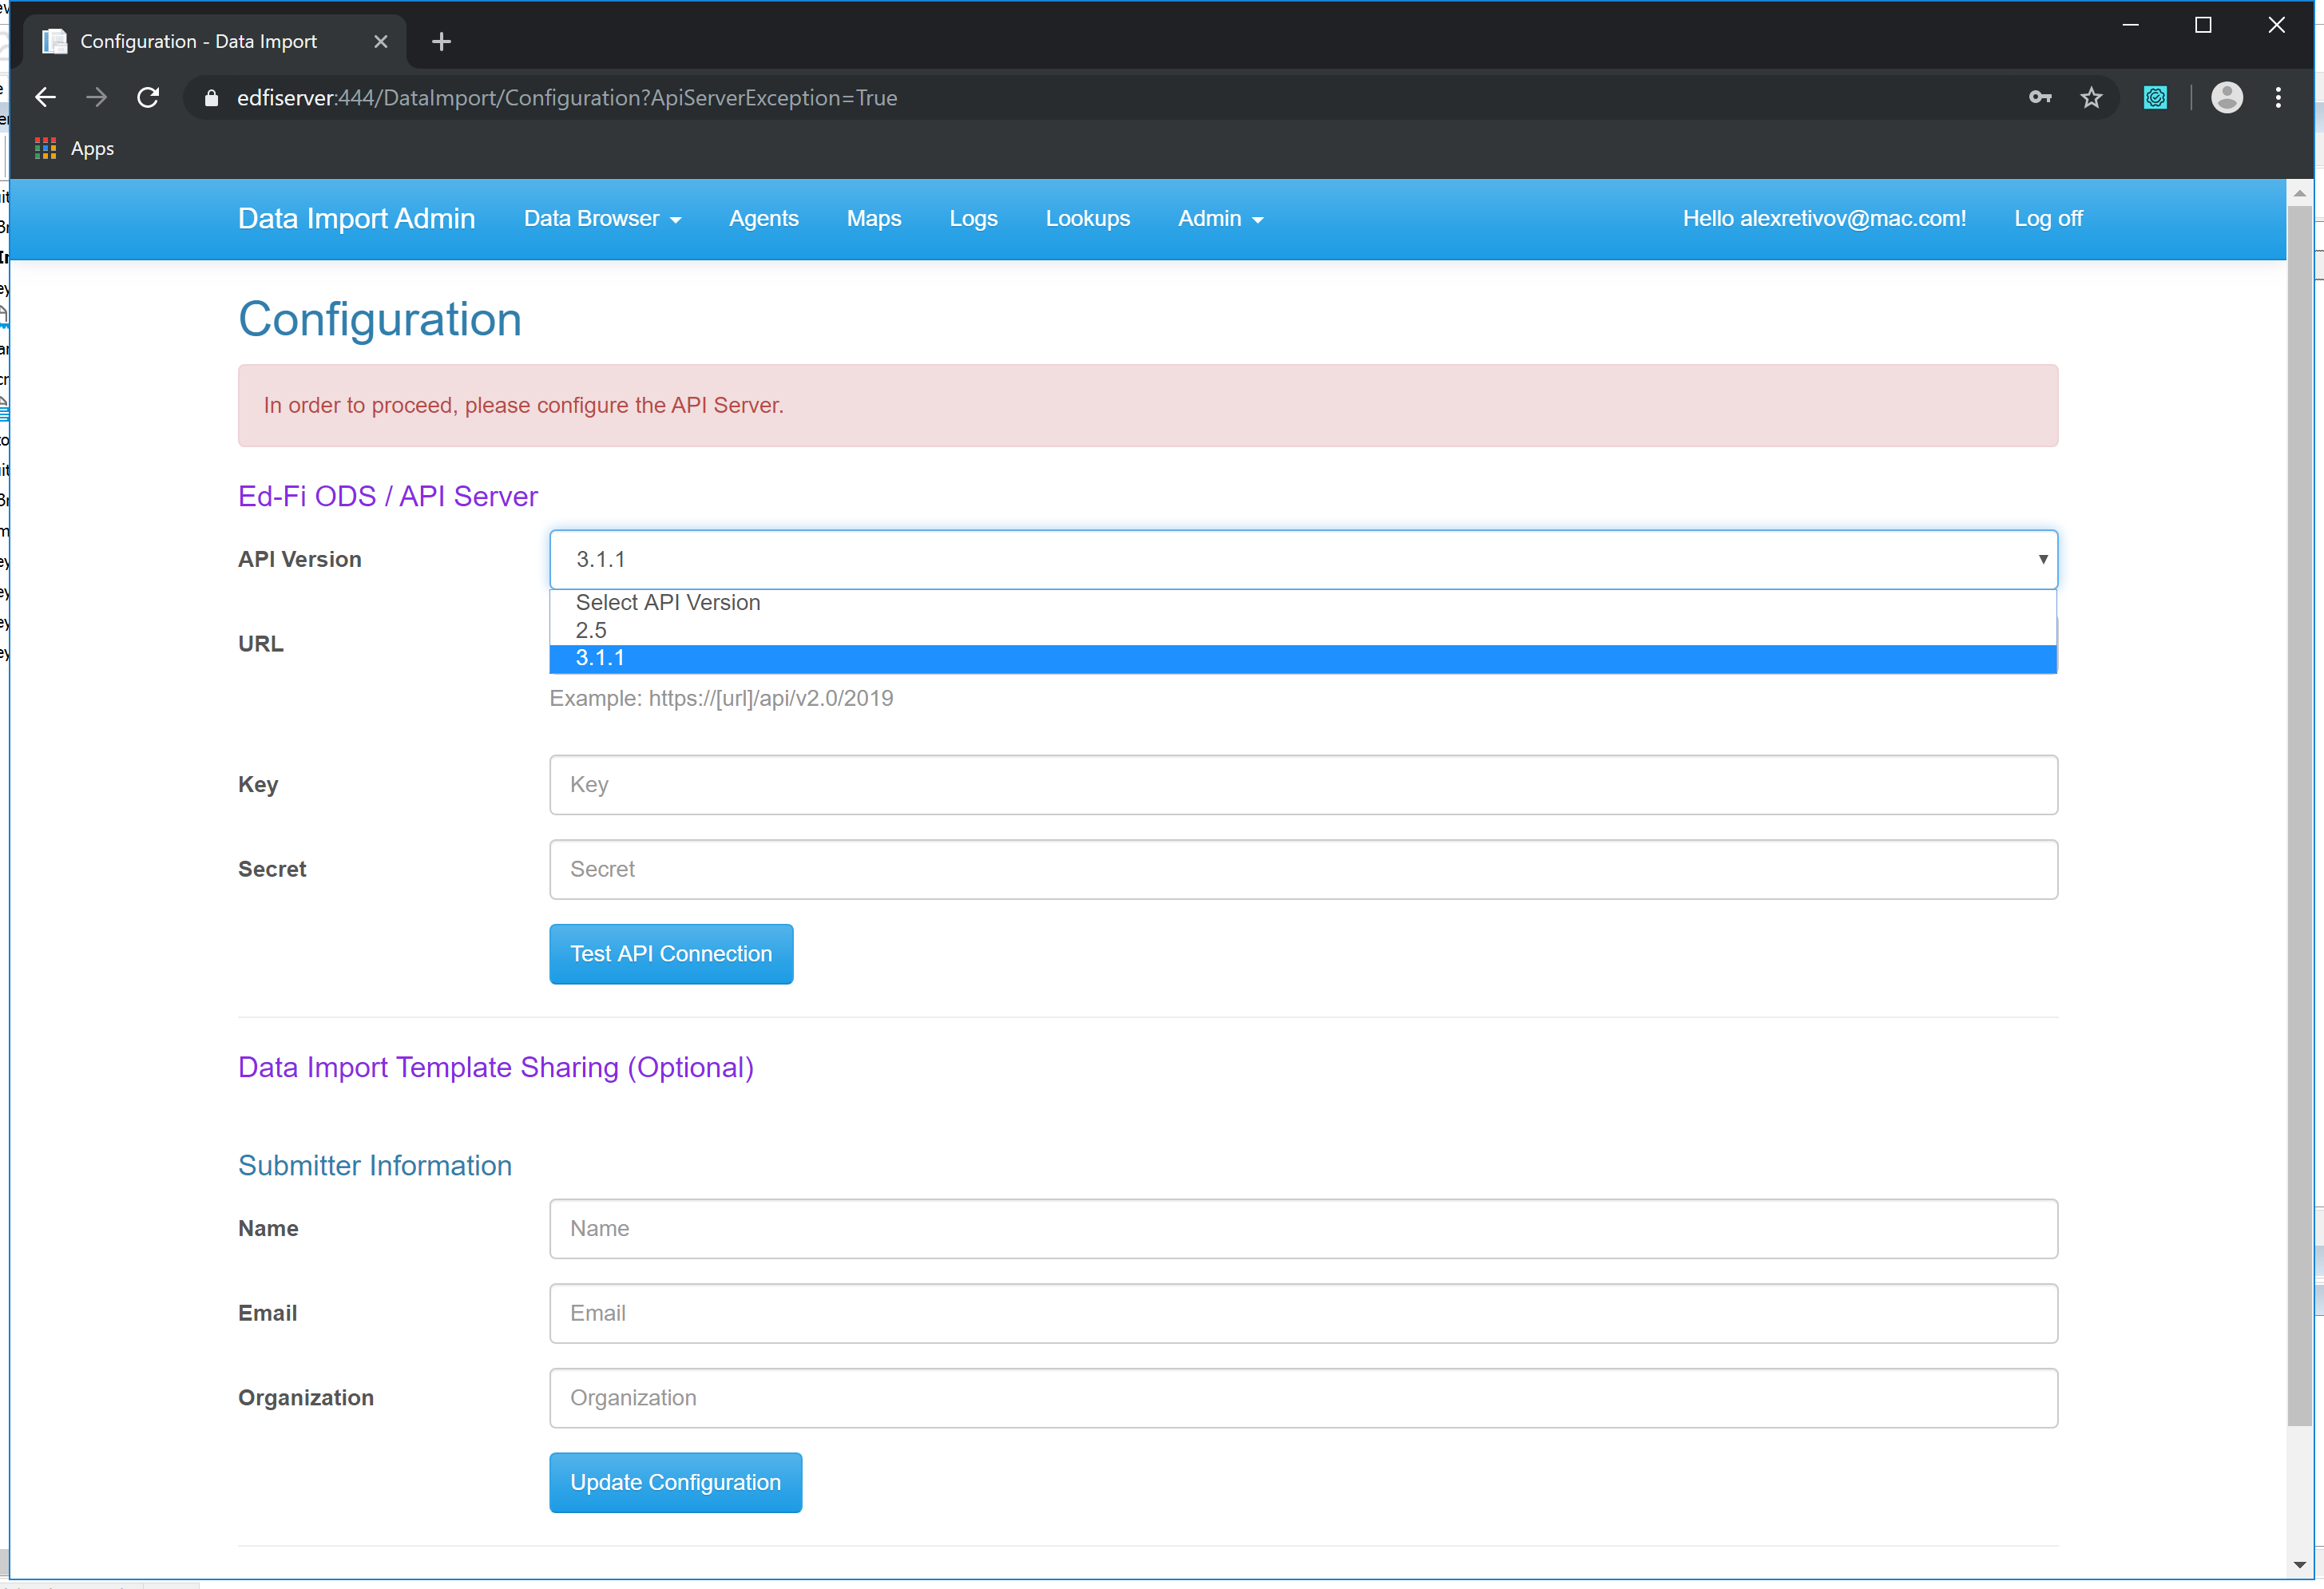 Configuration - Data Import
edfiserver:444/DataImport/Configuration?ApiServerException=True
Apps
Data Import Admin Data Browser Agents Maps Logs Lookups Admin Hello alexretivov@mac.com! Log off
Configuration
In order to proceed, please configure the API Server.
Ed-Fi ODS / API Server
API Version 3.1.1
Select API Version
2.5
URL
3.1.1
Example: https://[url]/api/v2.0/2019
Key Key
Secret Secret
Test API Connection
Data Import Template Sharing (Optional)
Submitter Information
Name Name
Email Email
Organization Organization
Update Configuration